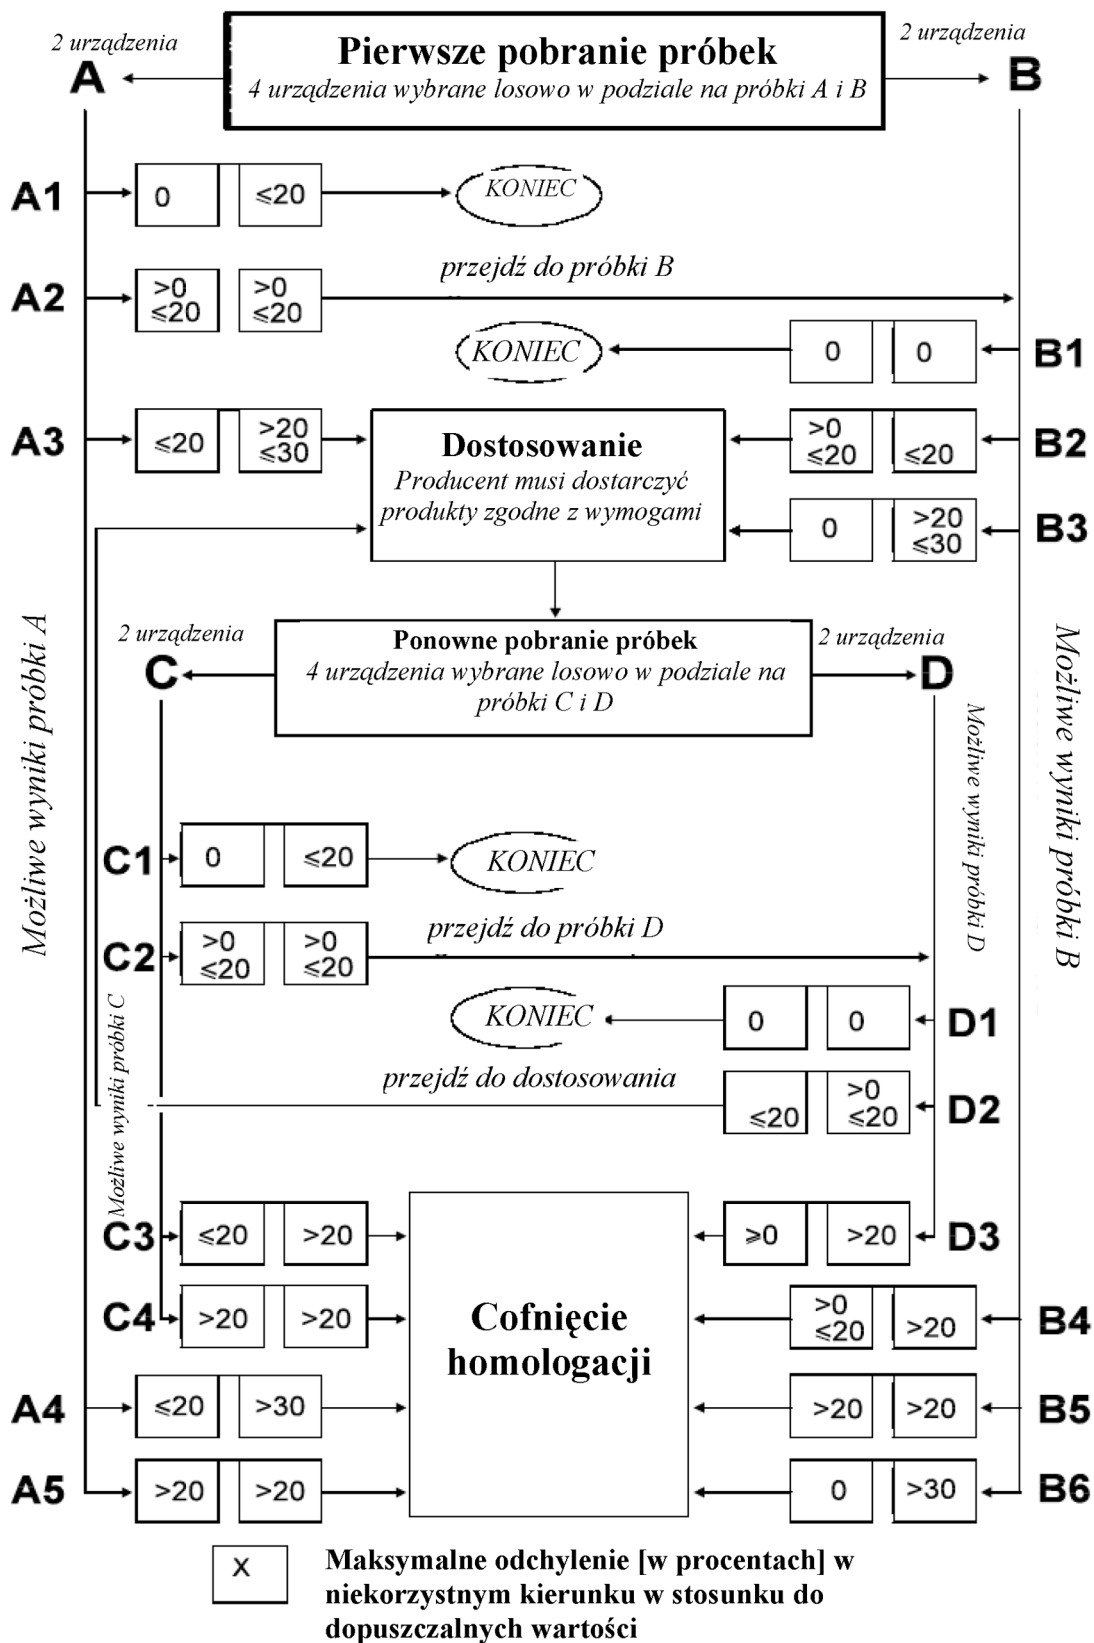 2 urządzenia
Pierwsze pobranie próbek
2 urządzenia
A
4 urządzenia wybrane losowo w podziale na próbki A i B
B
A1
0
≤20
KONIEC
A2
>0
≤20
>0
≤20
przejdź do próbki B
KONIEC
0
0
B1
A3
≤20
>20
≤30
Dostosowanie
Producent musi dostarczyć
produkty zgodne z wymogami
>0
≤20
≤20
B2
0
>20
≤30
B3
Możliwe wyniki próbki A
Możliwe wyniki próbki B
2 urządzenia
Ponowne pobranie próbek
4 urządzenia wybrane losowo w podziale na
próbki C i D
2 urządzenia
C
D
Możliwe wyniki próbki D
C1
0
≤20
KONIEC
C2
>0
≤20
>0
≤20
przejdź do próbki D
KONIEC
0
0
D1
Możliwe wyniki próbki C
przejdź do dostosowania
≤20
>0
≤20
D2
C3
≤20
>20
Cofnięcie
homologacji
≥0
>20
D3
C4
>20
>20
>0
≤20
>20
B4
A4
≤20
>30
>20
>20
B5
A5
>20
>20
0
>30
B6
X
Maksymalne odchylenie [w procentach] w
niekorzystnym kierunku w stosunku do
dopuszczalnych wartości